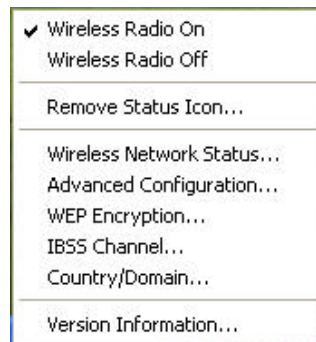 Wireless Radio On
Wireless Radio Off
Remove Status Icon...
Wireless Network Status...
Advanced Configuration...
WEP Encryption...
IBSS Channel...
Country/Domain...
Version Information...